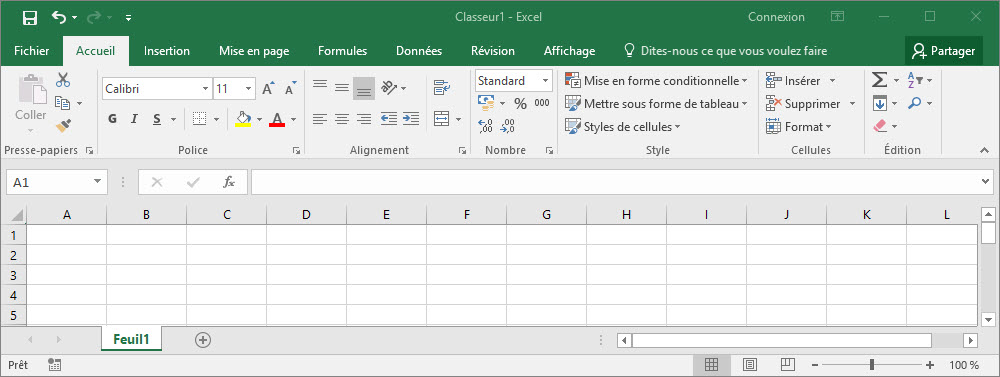 Classeur1 - Excel Connexion
Fichier Accueil Insertion Mise en page Formules Données Révision Affichage Dites-nous ce que vous voulez faire Partager
Coller
Presse-papiers
Calibri 11
G I S A
Police
Alignement
Standard
% 000
,00 ,0
Nombre
Mise en forme conditionnelle
Mettre sous forme de tableau
Styles de cellules
Style
Insérer
Supprimer
Format
Cellules
Σ
Édition
A1 fx
A B C D E F G H I J K L
1
2
3
4
5
Feuil1
Prêt 100 %